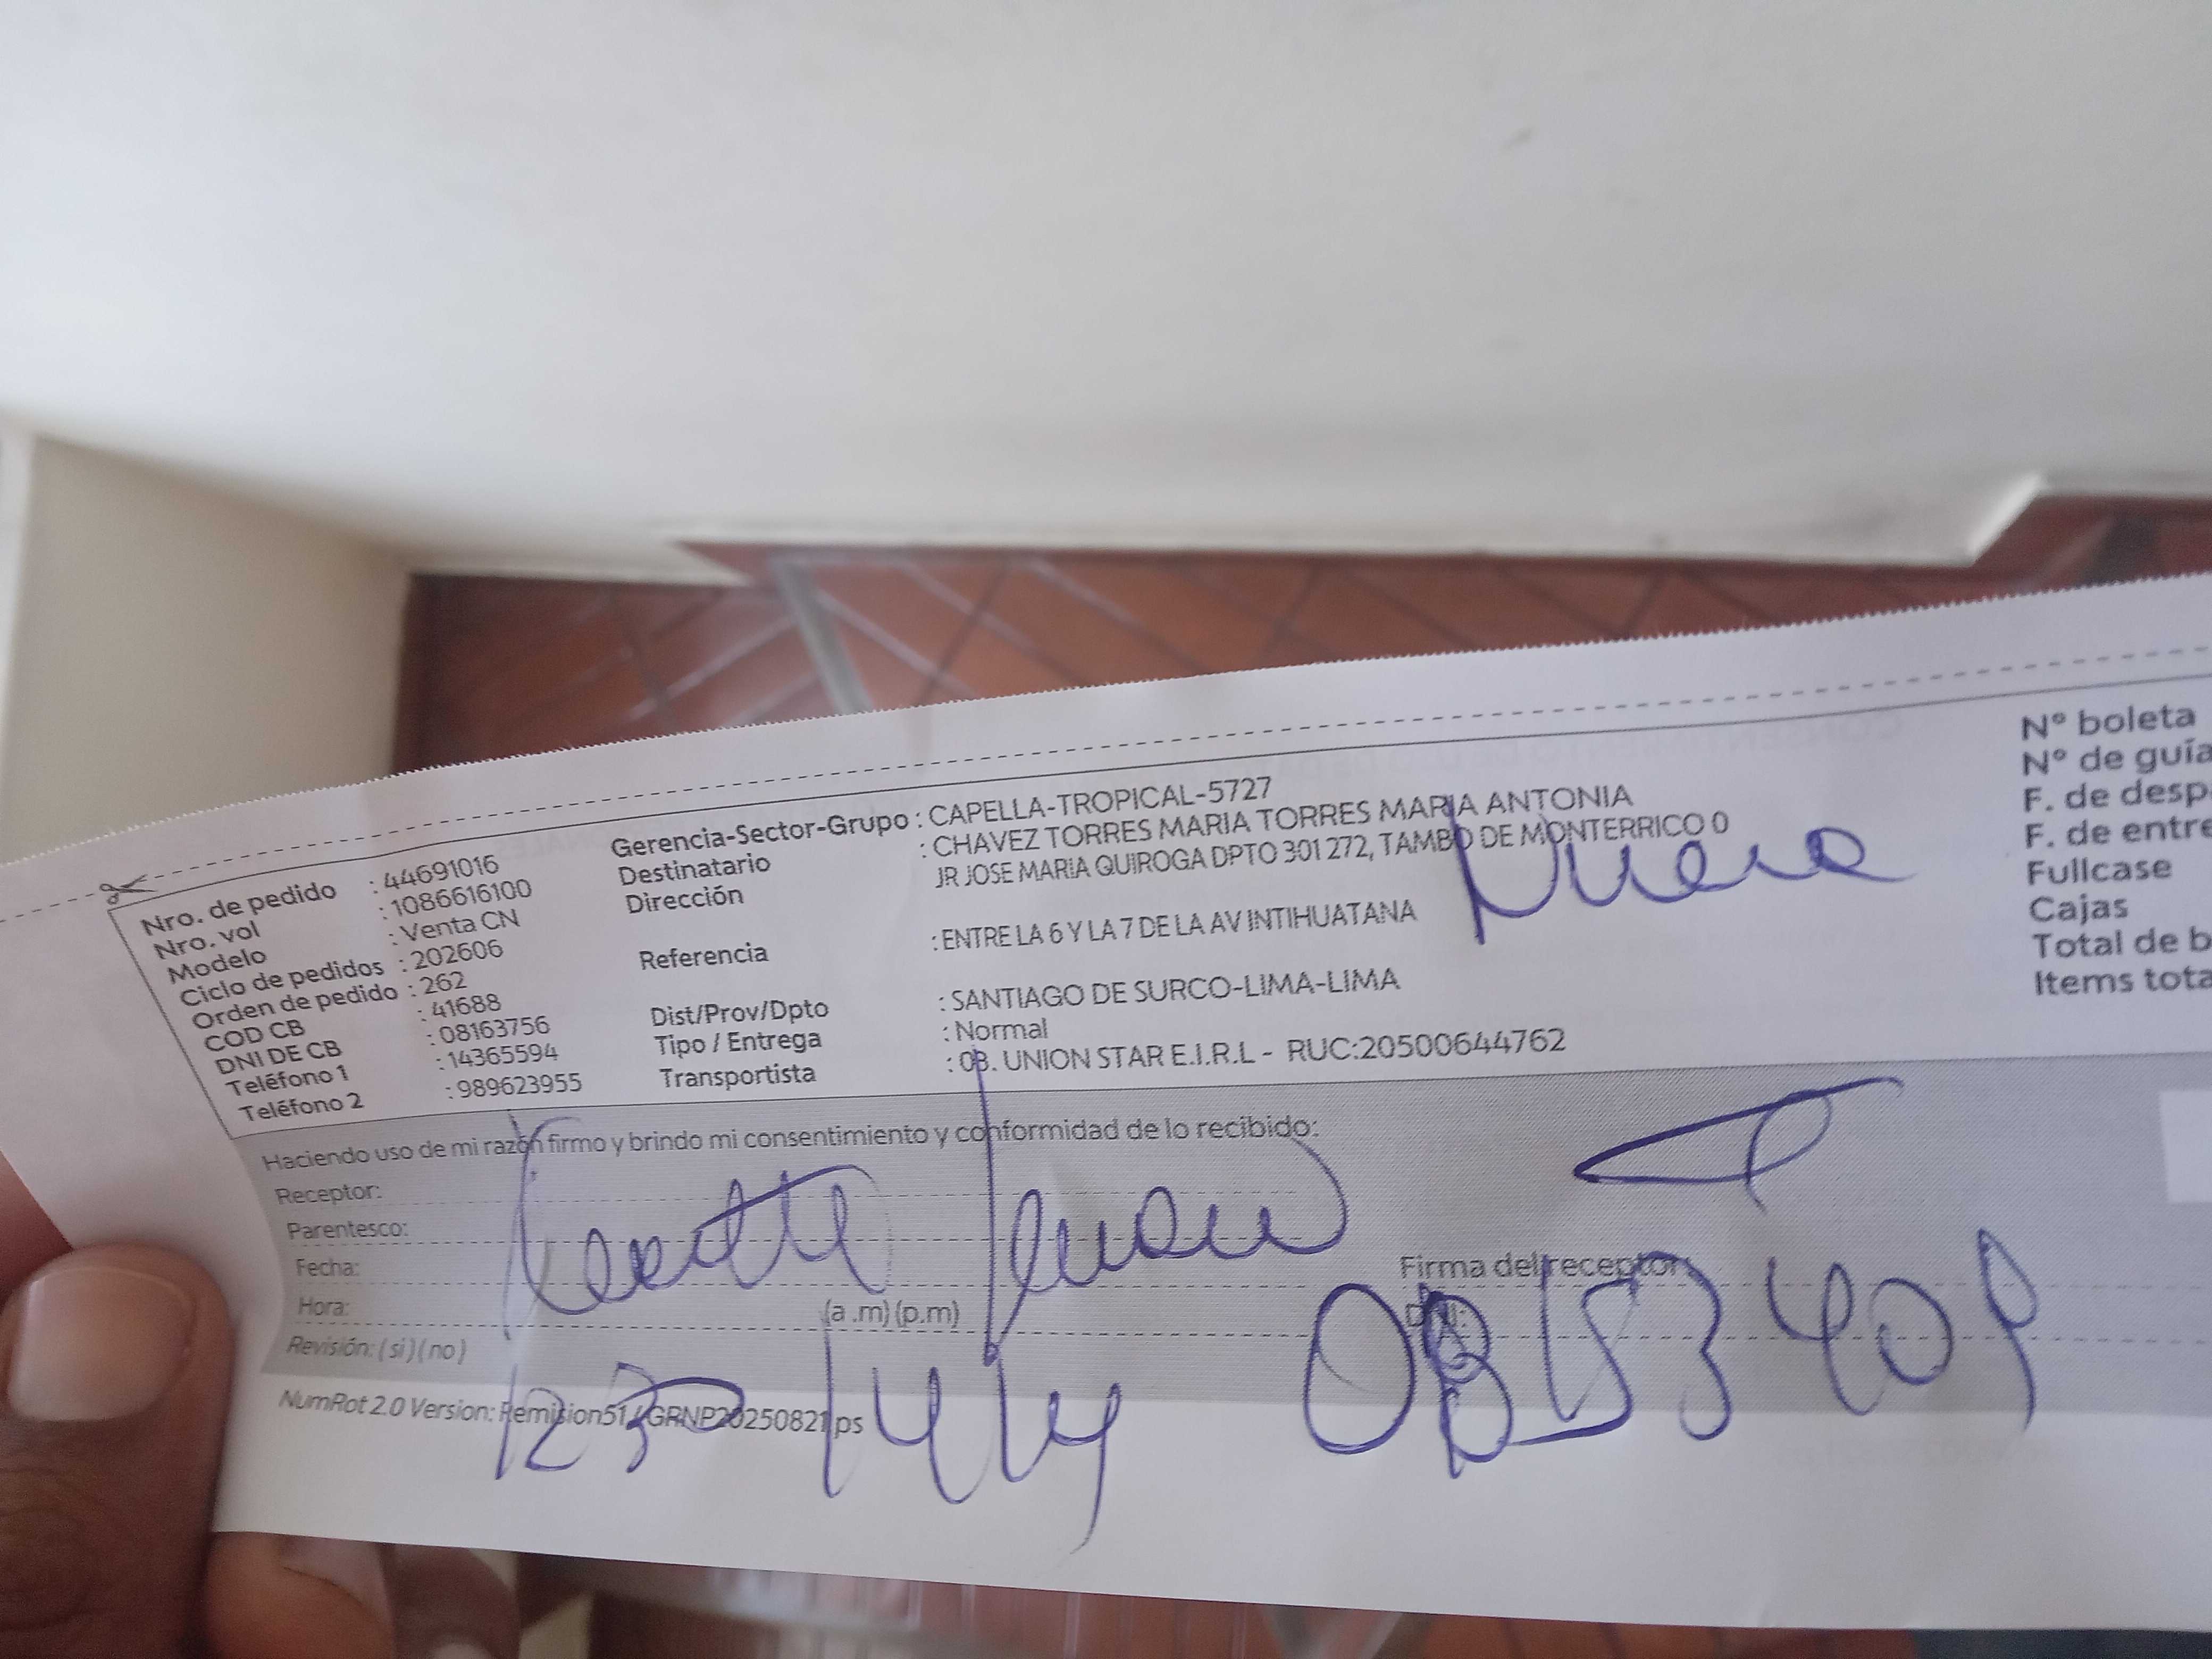 Nro. de pedido : 44691016
Nro. vol : 1086616100
Modelo : Venta CN
Ciclo de pedidos : 202606
Orden de pedido : 262
COD CB : 41688
DNI DE CB : 08163756
Teléfono 1 : 14365594
Teléfono 2 : 989623955
Gerencia-Sector-Grupo : CAPELLA-TROPICAL-5727
Destinatario : CHAVEZ TORRES MARIA TORRES MARIA ANTONIA
Dirección JR JOSE MARIA QUIROGA DPTO 301 272, TAMBO DE MONTERRICO 0
Referencia : ENTRE LA 6 Y LA 7 DE LA AV INTIHUATANA
Dist/Prov/Dpto : SANTIAGO DE SURCO-LIMA-LIMA
Tipo / Entrega : Normal
Transportista : 03. UNION STAR E.I.R.L - RUC:20500644762
Nº boleta
Nº de guía
F. de desp
F. de entre
Fullcase
Cajas
Total de b
Items tota
Haciendo uso de mi razón firmo y brindo mi consentimiento y conformidad de lo recibido:
Receptor:
Parentesco:
Fecha:
Hora: (a .m) (p.m)
Revisión: ( si ) ( no )
Firma del receptor
DNI:
NumRot 2.0 Version: Remision51 GRNP20250821.ps